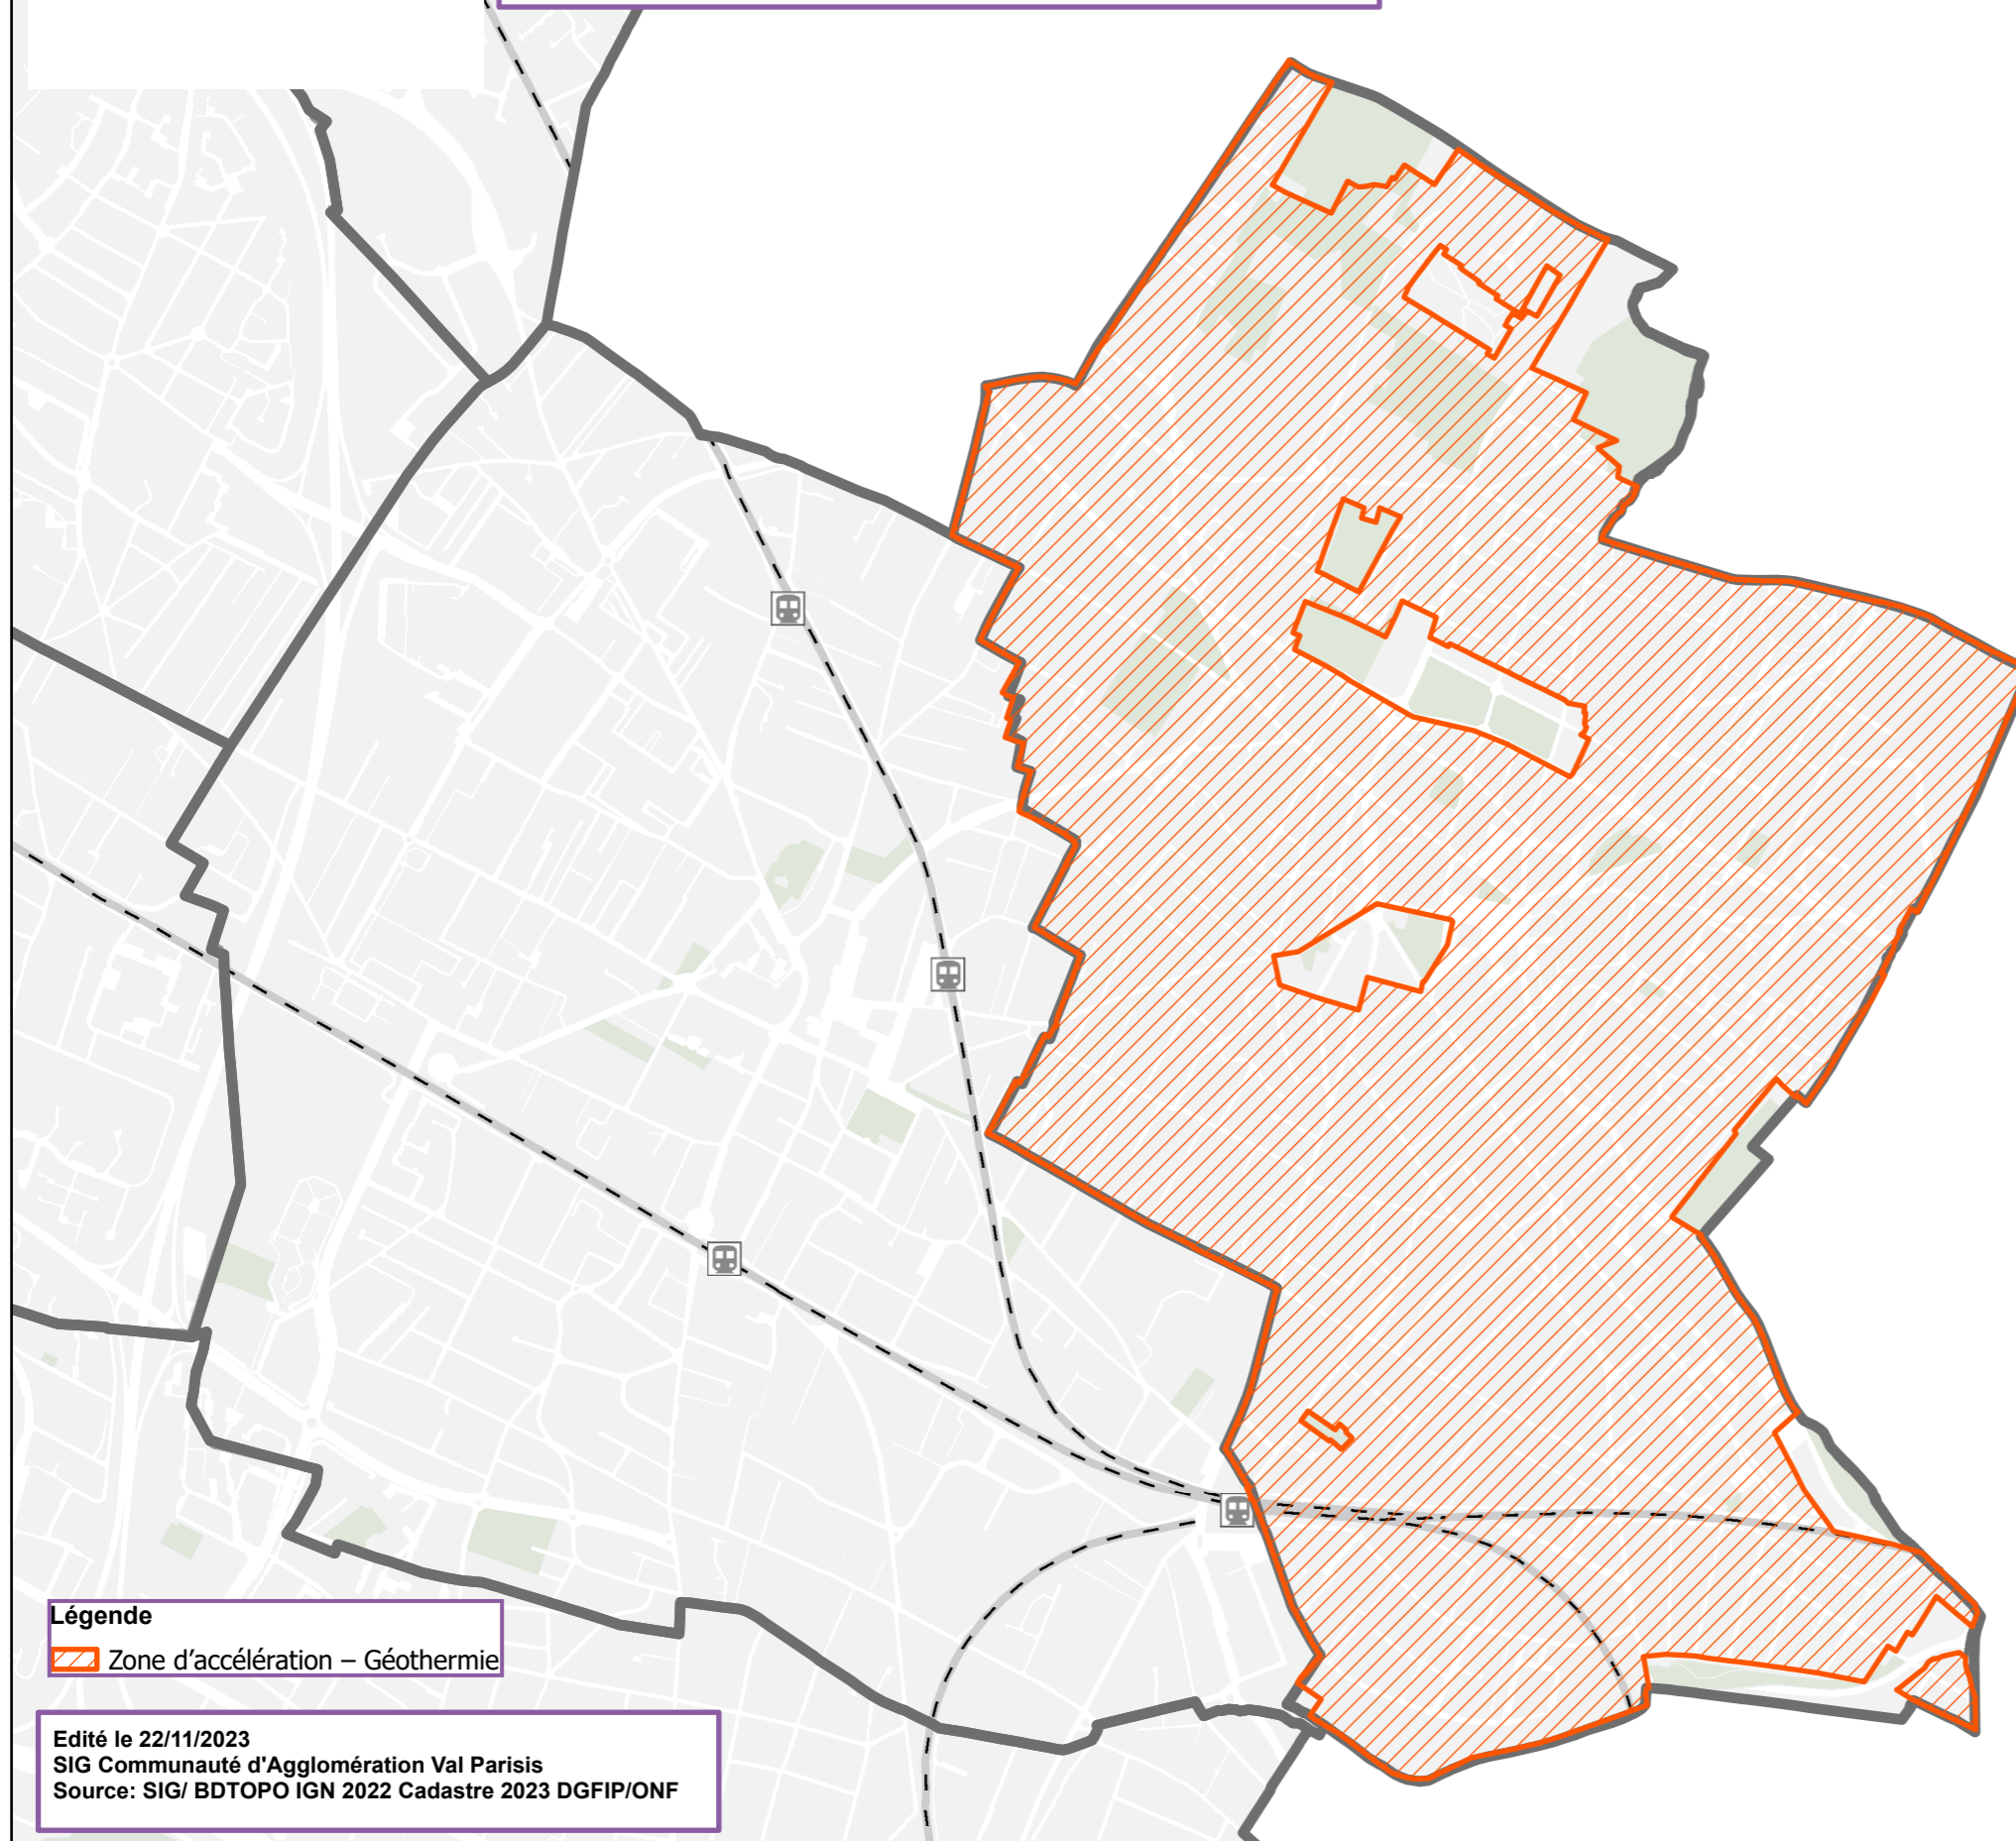 Légende
Zone d'accélération – Géothermie
Edité le 22/11/2023
SIG Communauté d'Agglomération Val Parisis
Source: SIG/ BDTOPO IGN 2022 Cadastre 2023 DGFIP/ONF